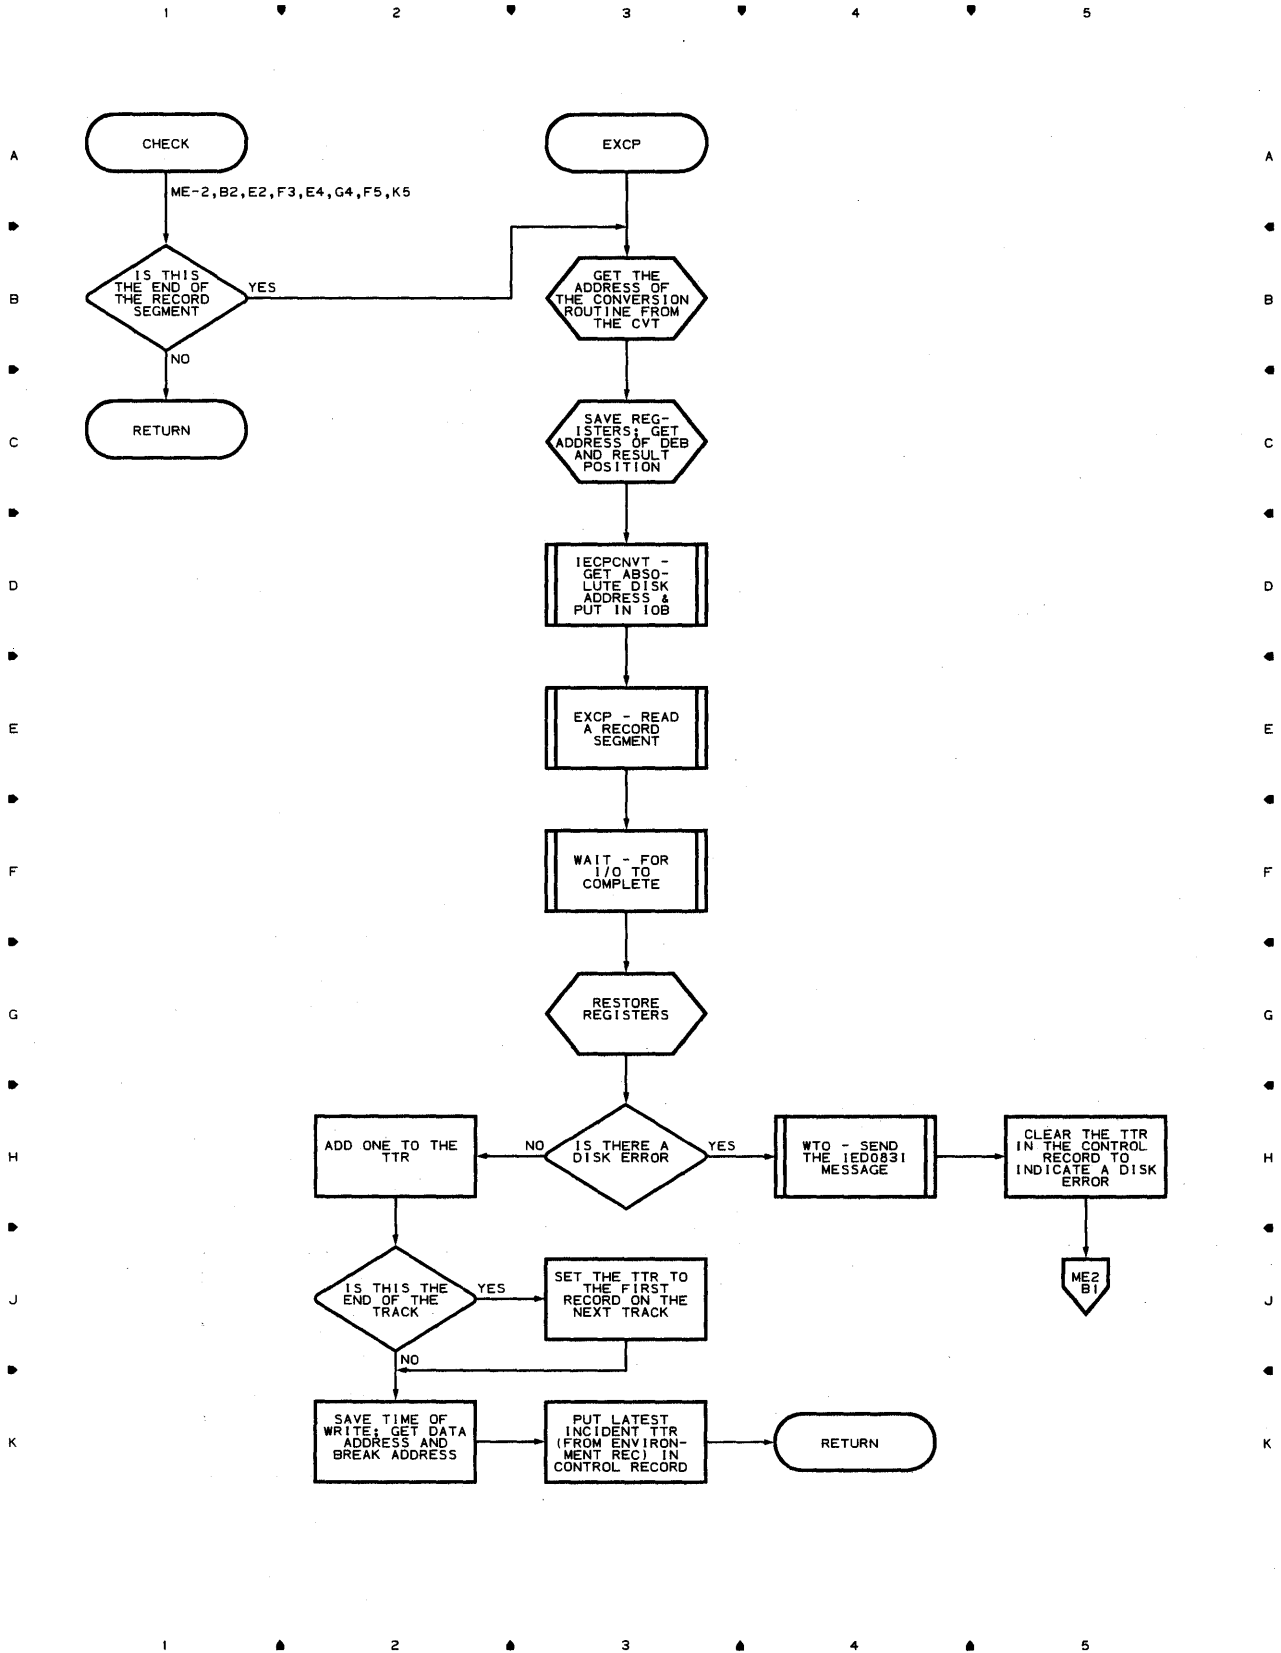 1 2 3 4 5
CHECK
EXCP
A A
ME-2,B2,E2,F3,E4,G4,F5,K5
IS THIS
THE END OF
THE RECORD
SEGMENT
YES
GET THE
ADDRESS OF
THE CONVERSION
ROUTINE FROM
THE CVT
B B
NO
RETURN
SAVE REG-
ISTERS; GET
ADDRESS OF DEB
AND RESULT
POSITION
C C
IECPCNVT -
GET ABSO-
LUTE DISK
ADDRESS &
PUT IN IOB
D D
EXCP - READ
A RECORD
SEGMENT
E E
WAIT - FOR
I/O TO
COMPLETE
F F
RESTORE
REGISTERS
G G
ADD ONE TO THE
TTR
NO
IS THERE A
DISK ERROR
YES
WTO - SEND
THE IED083I
MESSAGE
CLEAR THE TTR
IN THE CONTROL
RECORD TO
INDICATE A DISK
ERROR
H H
IS THIS THE
END OF THE
TRACK
YES
SET THE TTR TO
THE FIRST
RECORD ON THE
NEXT TRACK
ME2
B1
J J
NO
SAVE TIME OF
WRITE; GET DATA
ADDRESS AND
BREAK ADDRESS
PUT LATEST
INCIDENT TTR
(FROM ENVIRON-
MENT REC) IN
CONTROL RECORD
RETURN
K K
1 2 3 4 5